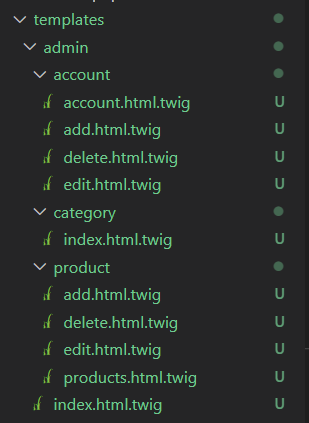 templates
admin
account
account.html.twig U
add.html.twig U
delete.html.twig U
edit.html.twig U
category
index.html.twig U
product
add.html.twig U
delete.html.twig U
edit.html.twig U
products.html.twig U
index.html.twig U